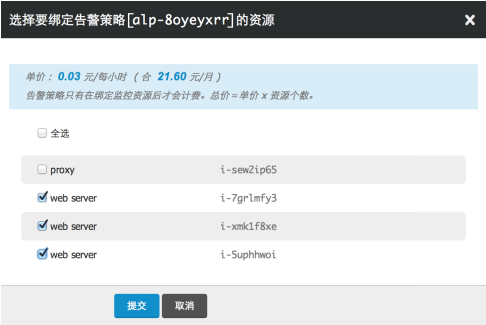 选择要绑定告警策略[alp-8oyeyxrr]的资源
单价： 0.03 元/每小时 ( 合 21.60 元/月 )
告警策略只有在绑定监控资源后才会计费。总价＝单价 x 资源个数。
全选
proxy i-sew2ip65
web server i-7grlmfy3
web server i-xmk1f8xe
web server i-5uphhwoi
提交 取消